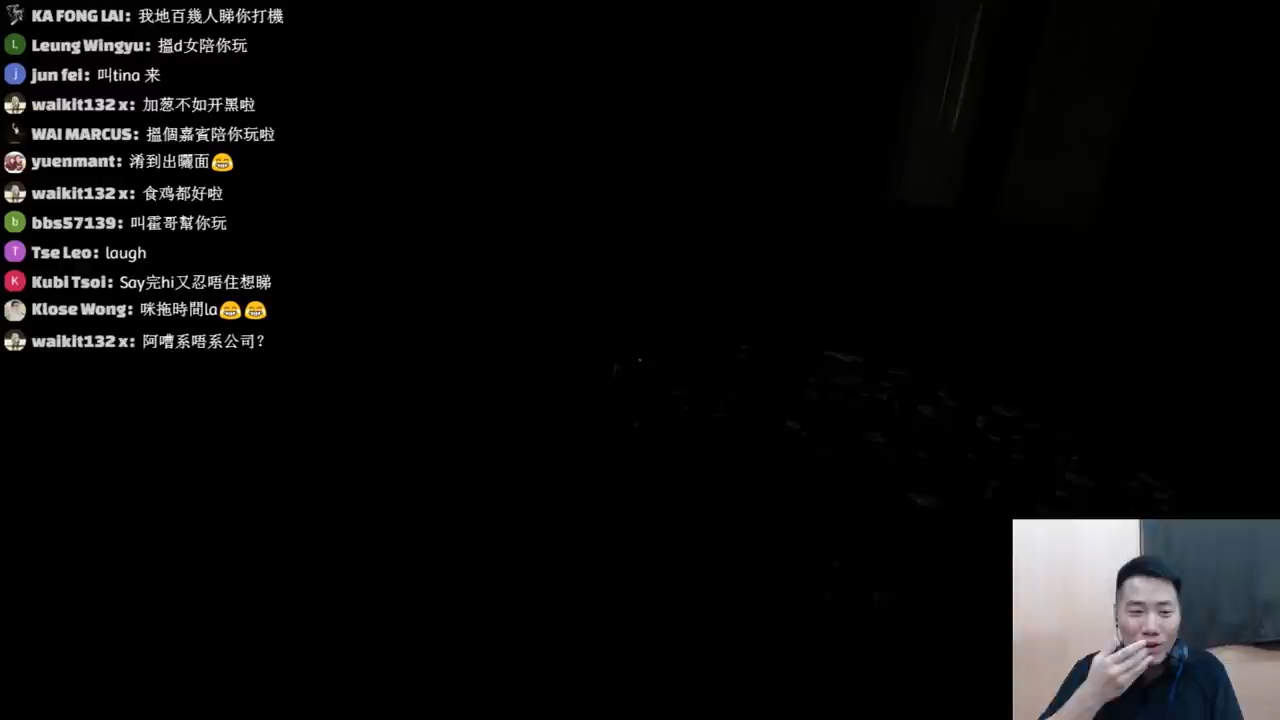 KA FONG LAI: 我地百幾人睇你打機
L Leung Wingyu: 搵d女陪你玩
j jun fei: 叫tina 来
waikit132 x: 加葱不如开黑啦
WAI MARCUS: 搵個嘉賓陪你玩啦
yuenmant: 淆到出曬面😂
waikit132 x: 食鸡都好啦
b bbs57139: 叫霍哥幫你玩
T Tse Leo: laugh
K Kubi Tsoi: Say完hi又忍唔住想睇
Klose Wong: 咪拖時間la😂😂
waikit132 x: 阿嘈系唔系公司?